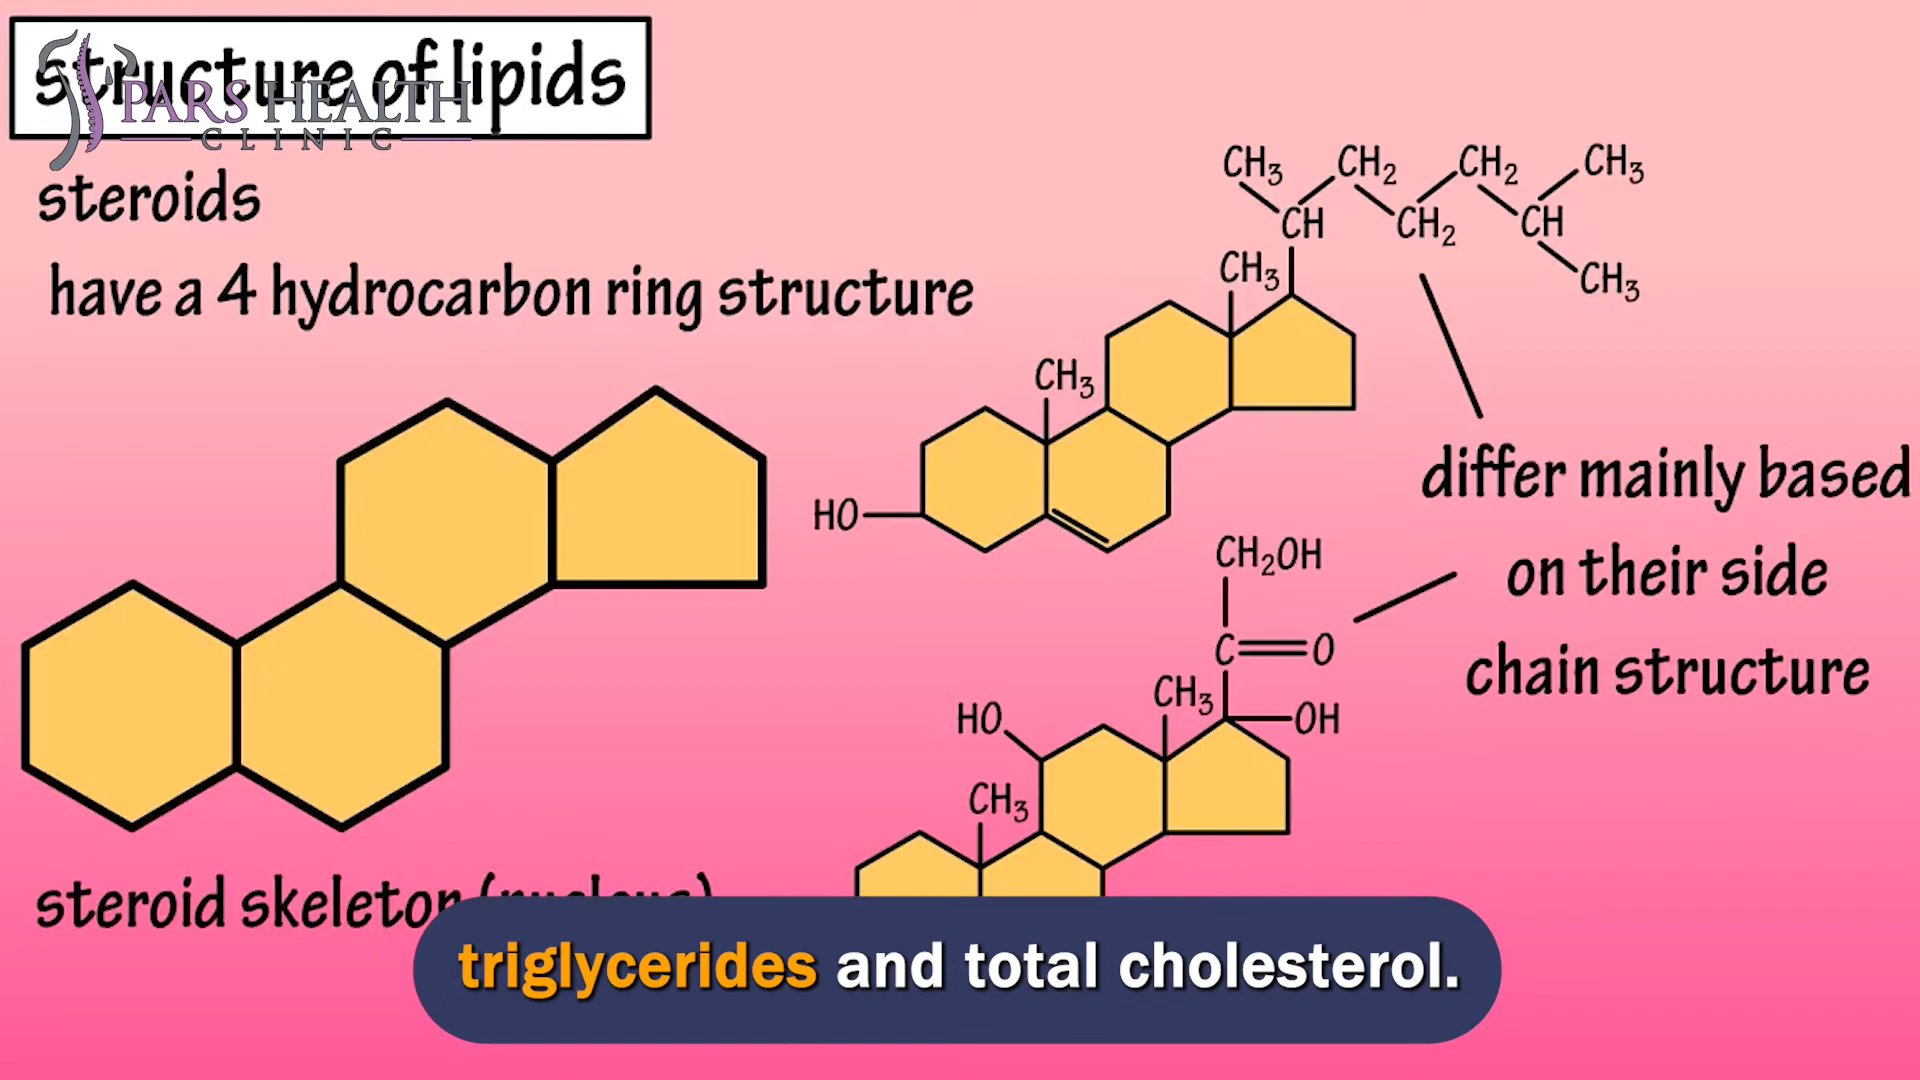 structure of lipids
SPARS HEALTH
CLINIC
steroids
have a 4 hydrocarbon ring structure
CH3 CH2 CH2 CH3
CH CH2 CH
CH3 CH3
CH3
HO
differ mainly based
on their side
chain structure
CH2OH
C O
CH3
HO OH
CH3
steroid skeleton (nucleus)
triglycerides and total cholesterol.